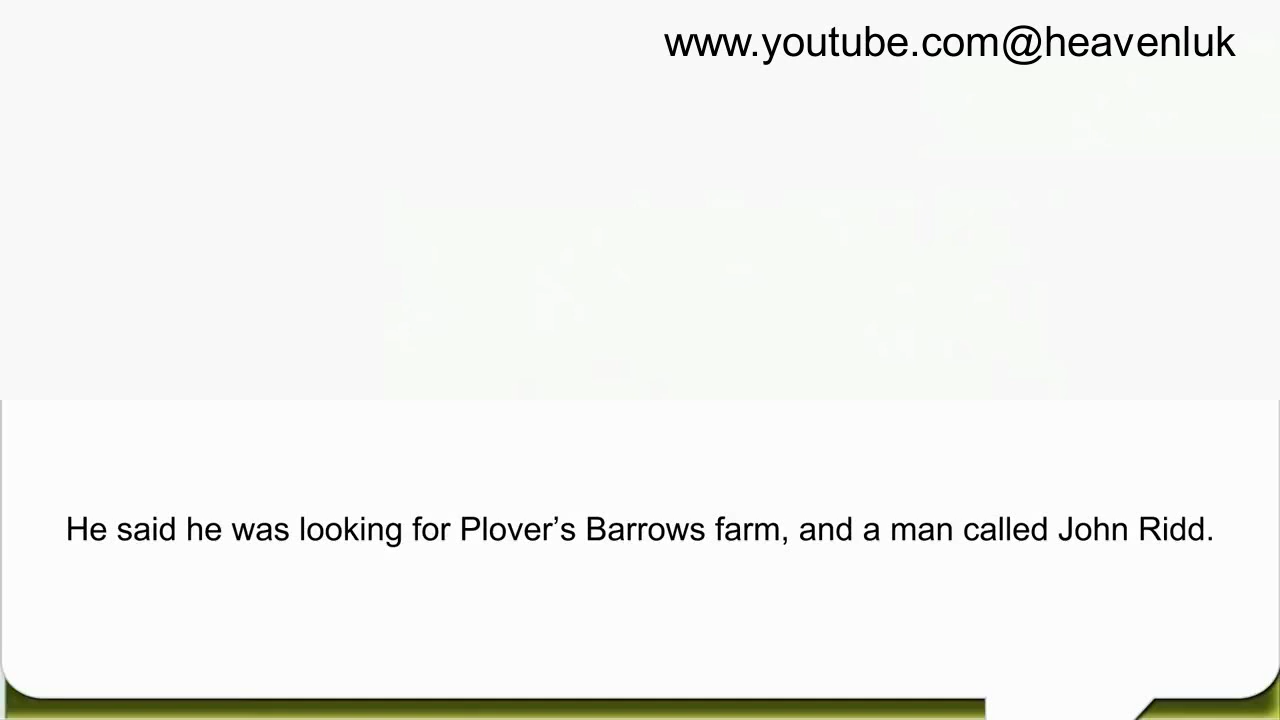 www.youtube.com@heavenluk
He said he was looking for Plover’s Barrows farm, and a man called John Ridd.